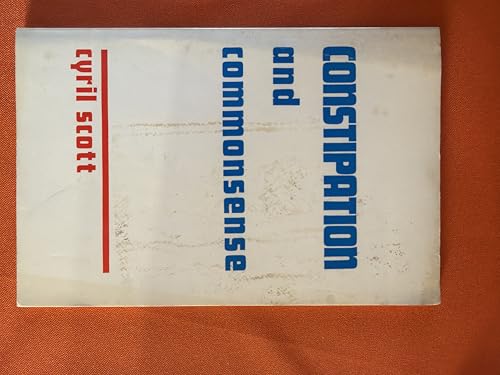 CONSTIPATION
and
commonsense
cyril scott